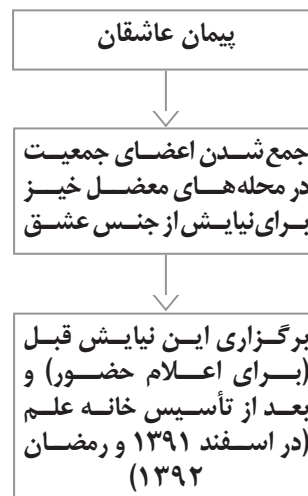 پیمان عاشقان
جمع شدن اعضای جمعیت
در محله‌های معضل خیز
برای نیایش از جنس عشق
برگزاری این نیایش قبل
(برای اعلام حضور) و
بعد از تأسیس خانه علم
(در اسفند ۱۳۹۱ و رمضان
۱۳۹۲)